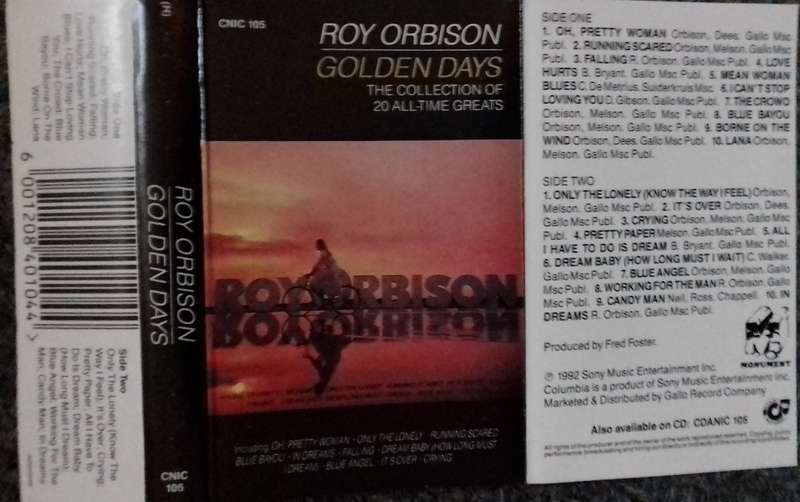 Side One
Oh, Pretty Woman,
Running Scared, Falling,
Love Hurts, Mean Woman
Blues, I Can't Stop Loving
You, The Crowd, Blue
Bayou, Borne On The
Wind, Lana
6 001208 401044 >
Side Two
Only The Lonely (Know The
Way I Feel), It's Over, Crying,
Pretty Paper, All I Have To
Do Is Dream, Dream Baby
(How Long Must I Dream)
Blue Angel, Working For The
Man, Candy Man, In Dreams
ROY ORBISON
GOLDEN DAYS
CNIC
105
CNIC 105
ROY ORBISON
GOLDEN DAYS
THE COLLECTION OF
20 ALL-TIME GREATS
ROY ORBISON
including OH, PRETTY WOMAN · ONLY THE LONELY · RUNNING SCARED
BLUE BAYOU · IN DREAMS · FALLING · DREAM BABY (HOW LONG MUST
I DREAM) · BLUE ANGEL · IT'S OVER · CRYING
SIDE ONE
1. OH, PRETTY WOMAN Orbison, Dees. Gallo Msc
Publ. 2. RUNNING SCARED Orbison, Melson. Gallo Msc
Publ. 3. FALLING R. Orbison. Gallo Msc Publ. 4. LOVE
HURTS B. Bryant. Gallo Msc Publ. 5. MEAN WOMAN
BLUES C. De Metrius. Suiderkruis Msc. 6. I CAN'T STOP
LOVING YOU D. Gibson. Gallo Msc Publ. 7. THE CROWD
Orbison, Melson. Gallo Msc Publ. 8. BLUE BAYOU
Orbison, Melson. Gallo Msc Publ. 9. BORNE ON THE
WIND Orbison, Dees. Gallo Msc Publ. 10. LANA Orbison,
Melson. Gallo Msc Publ.
SIDE TWO
1. ONLY THE LONELY (KNOW THE WAY I FEEL) Orbison,
Melson. Gallo Msc Publ. 2. IT'S OVER Orbison, Dees.
Gallo Msc Publ. 3. CRYING Orbison, Melson. Gallo Msc
Publ. 4. PRETTY PAPER Melson. Gallo Msc Publ. 5. ALL
I HAVE TO DO IS DREAM B. Bryant. Gallo Msc Publ.
6. DREAM BABY (HOW LONG MUST I WAIT) C. Walker.
Gallo Msc Publ. 7. BLUE ANGEL Orbison, Melson. Gallo
Msc Publ. 8. WORKING FOR THE MAN R. Orbison. Gallo
Msc Publ. 9. CANDY MAN Neil, Ross. Chappell. 10. IN
DREAMS R. Orbison. Gallo Msc Publ.
Produced by Fred Foster.
MONUMENT
℗ 1992 Sony Music Entertainment Inc.
Columbia is a product of Sony Music Entertainment Inc.
Marketed & Distributed by Gallo Record Company
Also available on CD: CDANIC 105